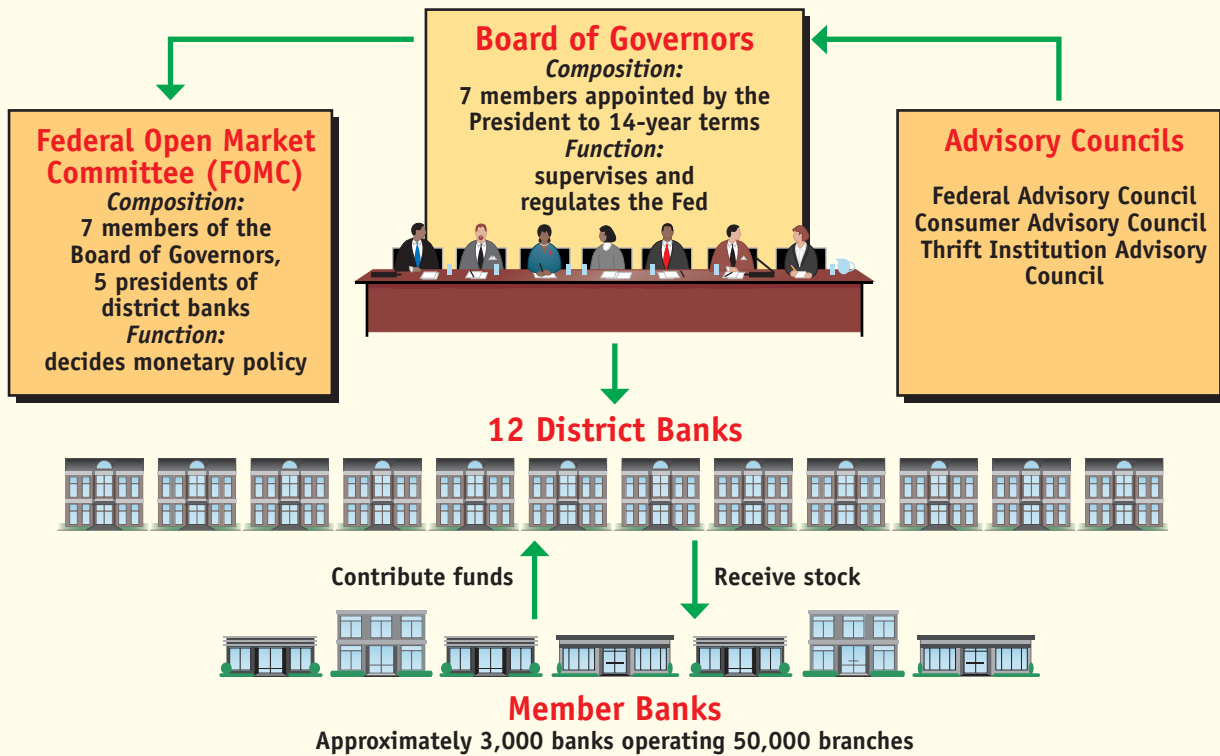 Board of Governors
Composition:
7 members appointed by the
President to 14-year terms
Function:
supervises and
regulates the Fed
Federal Open Market
Committee (FOMC)
Composition:
7 members of the
Board of Governors,
5 presidents of
district banks
Function:
decides monetary policy
Advisory Councils
Federal Advisory Council
Consumer Advisory Council
Thrift Institution Advisory
Council
12 District Banks
Contribute funds
Receive stock
Member Banks
Approximately 3,000 banks operating 50,000 branches